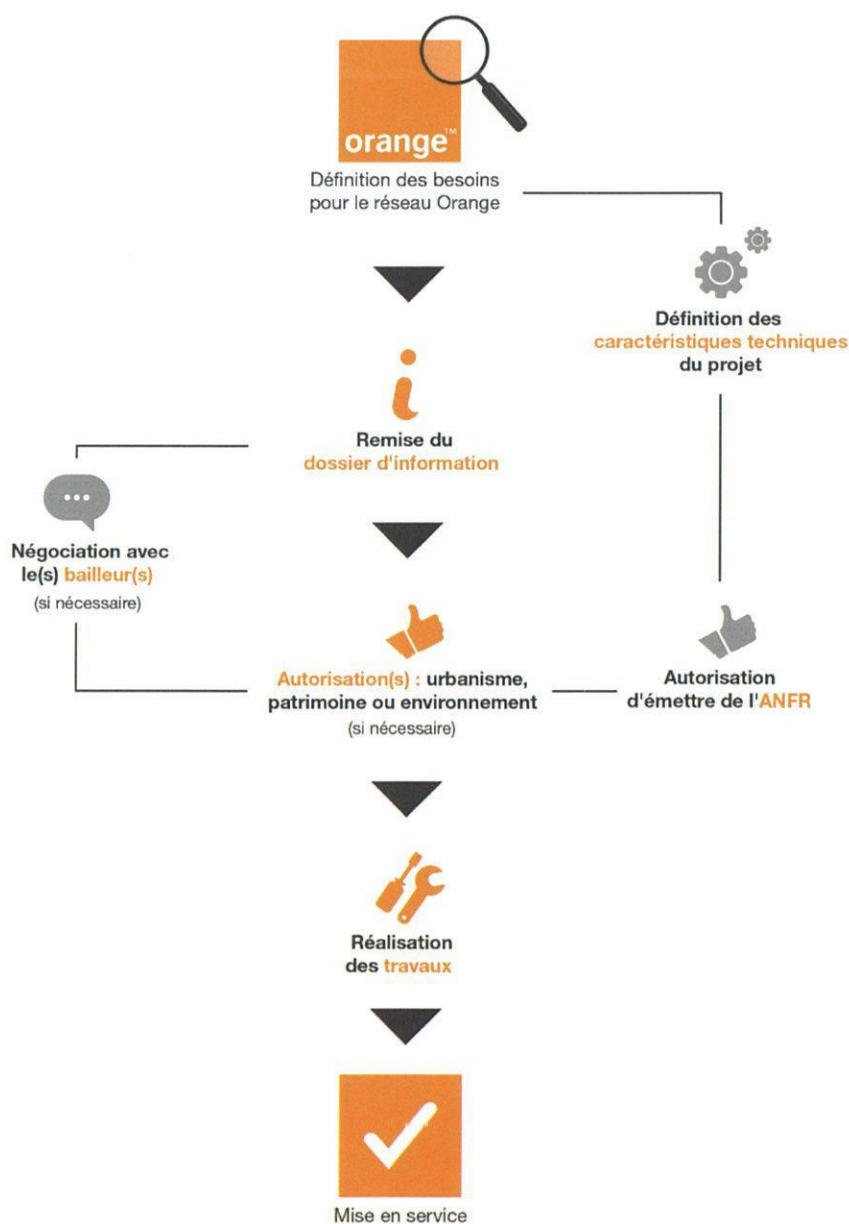 orange™
Définition des besoins
pour le réseau Orange
Définition des
caractéristiques techniques
du projet
Remise du
dossier d'information
Négociation avec
le(s) bailleur(s)
(si nécessaire)
Autorisation(s) : urbanisme,
patrimoine ou environnement
(si nécessaire)
Autorisation
d'émettre de l'ANFR
Réalisation
des travaux
Mise en service